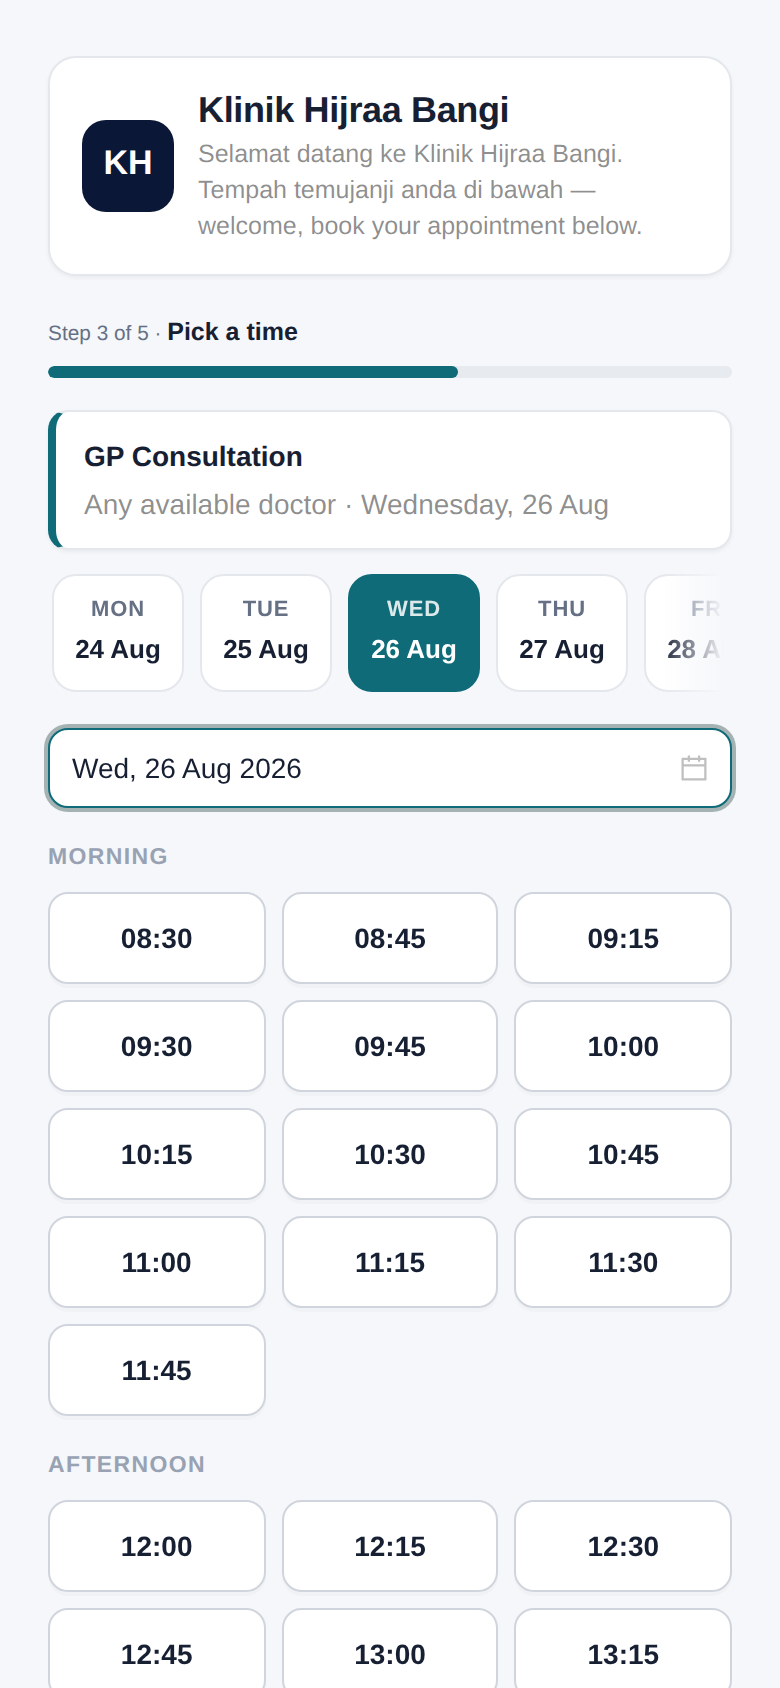 KH
Klinik Hijraa Bangi
Selamat datang ke Klinik Hijraa Bangi.
Tempah temujanji anda di bawah —
welcome, book your appointment below.
Step 3 of 5 · Pick a time
GP Consultation
Any available doctor · Wednesday, 26 Aug
MON TUE WED THU FR
24 Aug 25 Aug 26 Aug 27 Aug 28 A
Wed, 26 Aug 2026
MORNING
08:30 08:45 09:15
09:30 09:45 10:00
10:15 10:30 10:45
11:00 11:15 11:30
11:45
AFTERNOON
12:00 12:15 12:30
12:45 13:00 13:15